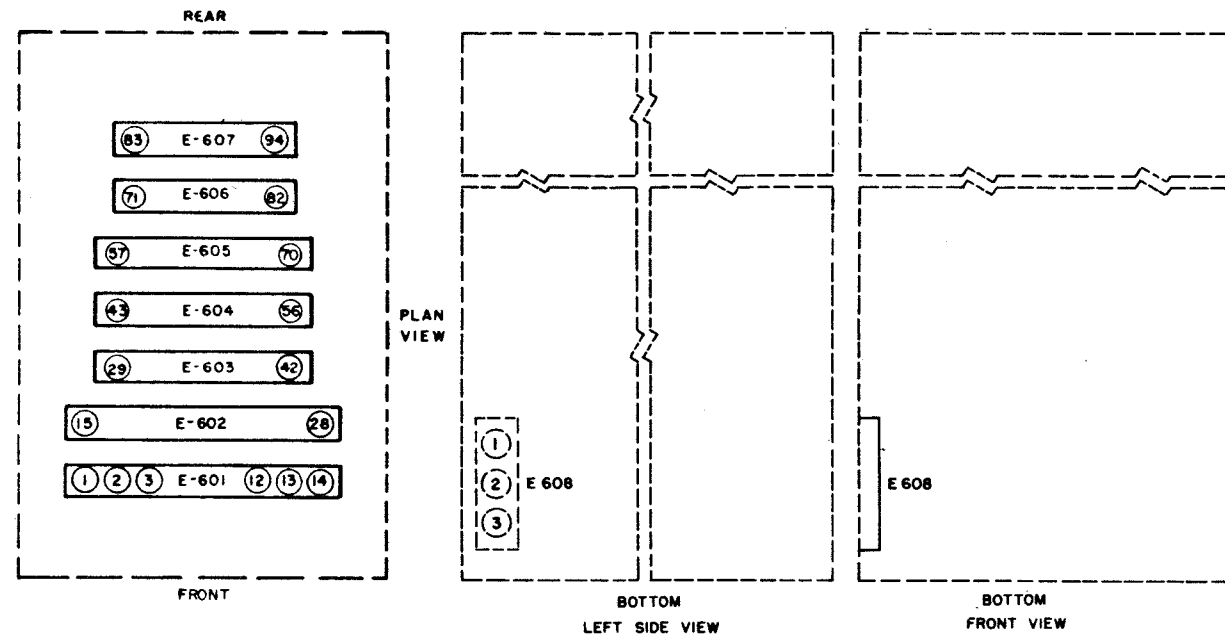 REAR
83 E-607 94
71 E-606 82
57 E-605 70
43 E-604 56
29 E-603 42
15 E-602 28
1 2 3 E-601 12 13 14
FRONT
PLAN
VIEW
1
2
3
E 608
BOTTOM
LEFT SIDE VIEW
E 608
BOTTOM
FRONT VIEW